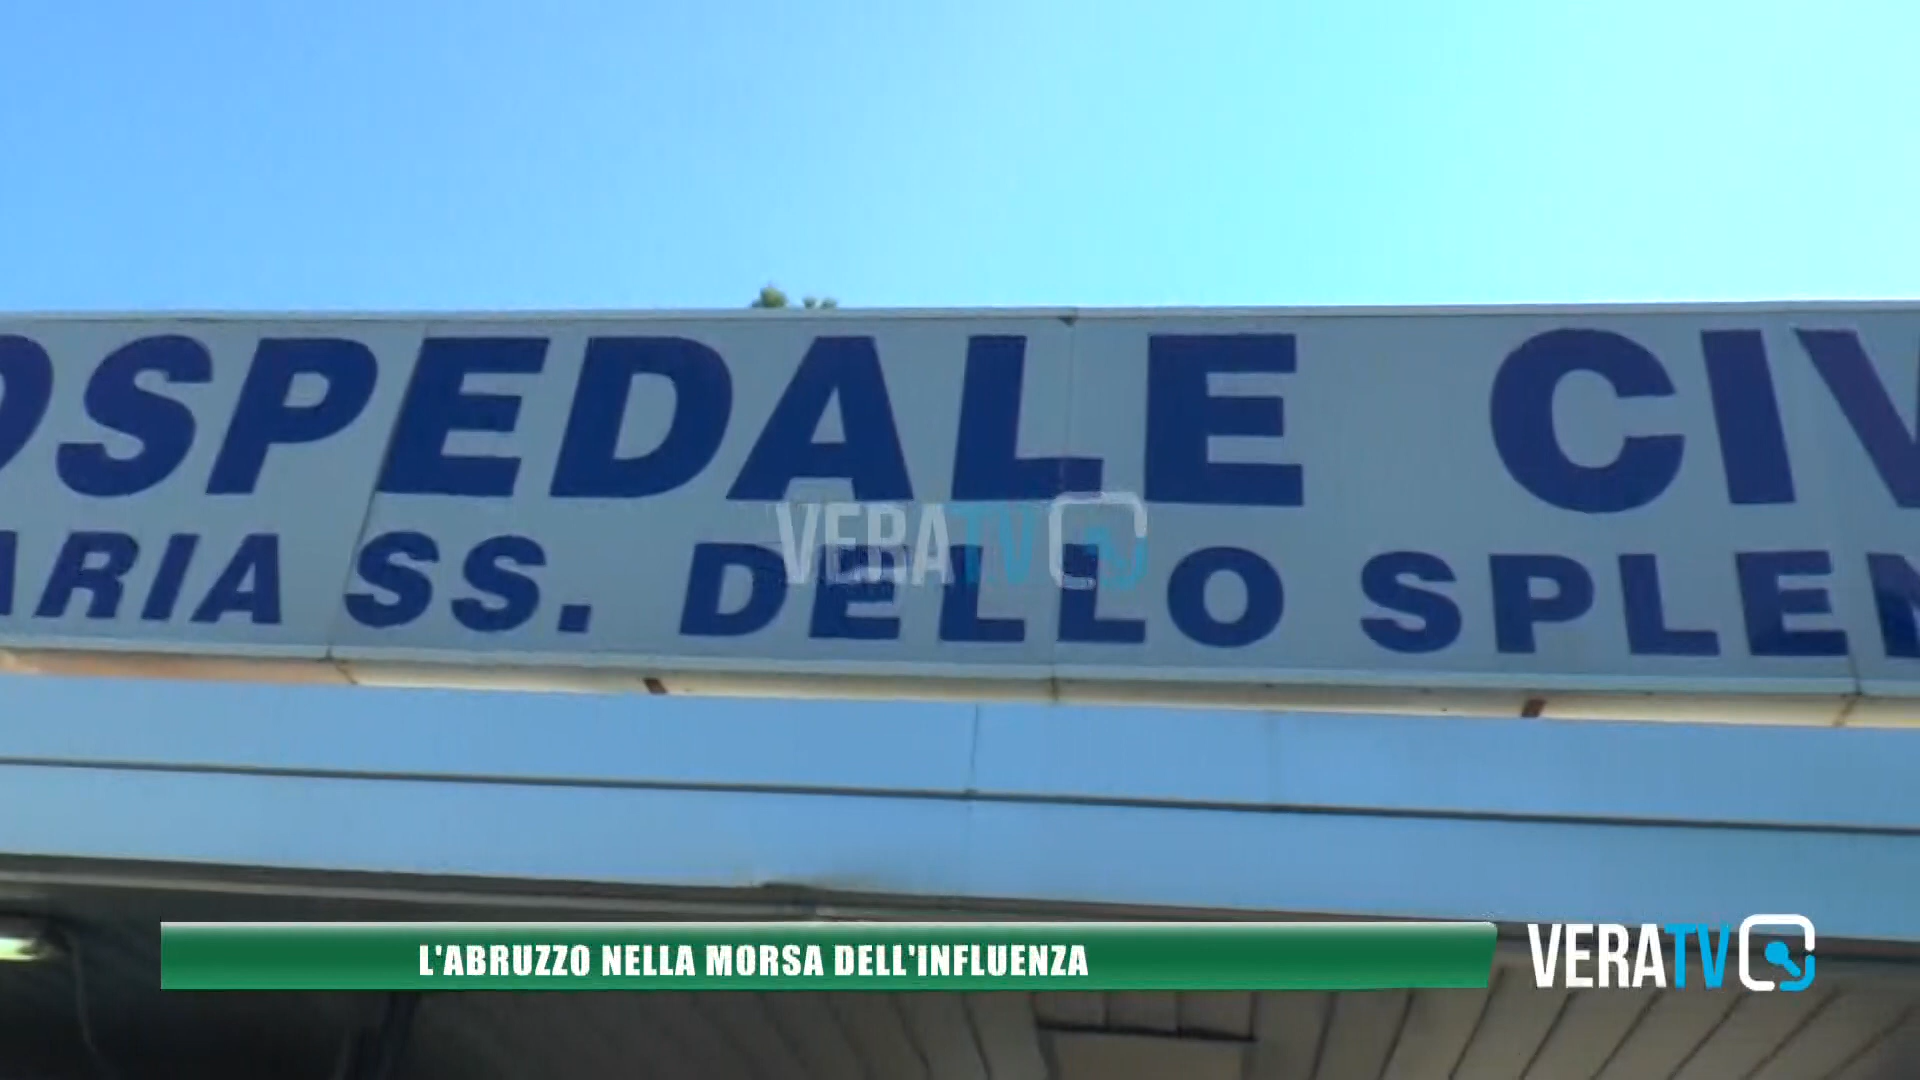 OSPEDALE CIV
ARIA SS. DELLO SPLEN
VERATV
L'ABRUZZO NELLA MORSA DELL'INFLUENZA
VERATV